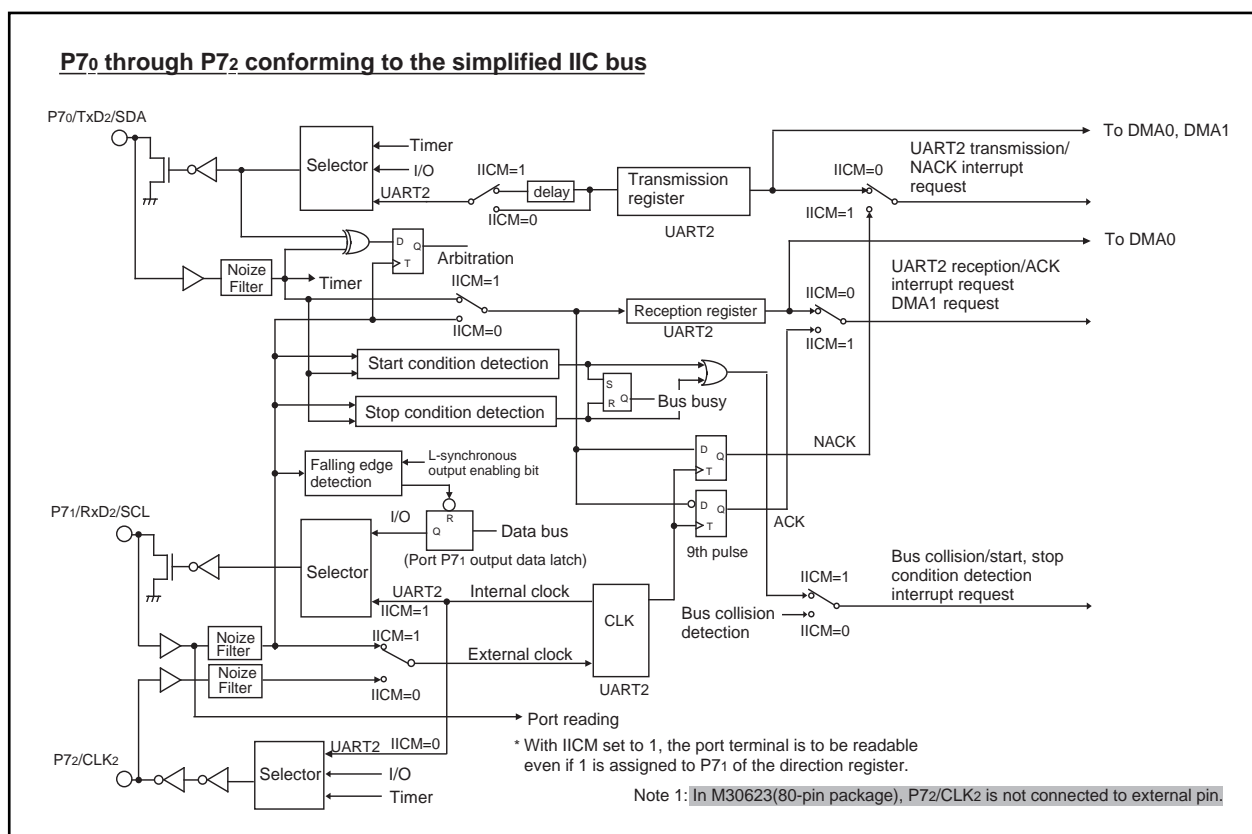 P70 through P72 conforming to the simplified IIC bus
P70/TxD2/SDA
Selector
Timer
I/O
UART2
IICM=1
delay
IICM=0
Transmission
register
UART2
To DMA0, DMA1
UART2 transmission/
NACK interrupt
request
IICM=0
IICM=1
D
Q
T
Arbitration
Noize
Filter
Timer
IICM=1
IICM=0
Reception register
UART2
To DMA0
UART2 reception/ACK
interrupt request
DMA1 request
IICM=0
IICM=1
Start condition detection
S
R
Q
Bus busy
Stop condition detection
NACK
D
Q
T
D
Q
T
ACK
9th pulse
Falling edge
detection
L-synchronous
output enabling bit
P71/RxD2/SCL
I/O
R
Q
Data bus
(Port P71 output data latch)
Selector
UART2
IICM=1
Internal clock
CLK
UART2
Bus collision
detection
IICM=1
IICM=0
Bus collision/start, stop
condition detection
interrupt request
Noize
Filter
IICM=1
External clock
Noize
Filter
IICM=0
Port reading
P72/CLK2
Selector
UART2
IICM=0
I/O
Timer
* With IICM set to 1, the port terminal is to be readable
even if 1 is assigned to P71 of the direction register.
Note 1: In M30623(80-pin package), P72/CLK2 is not connected to external pin.